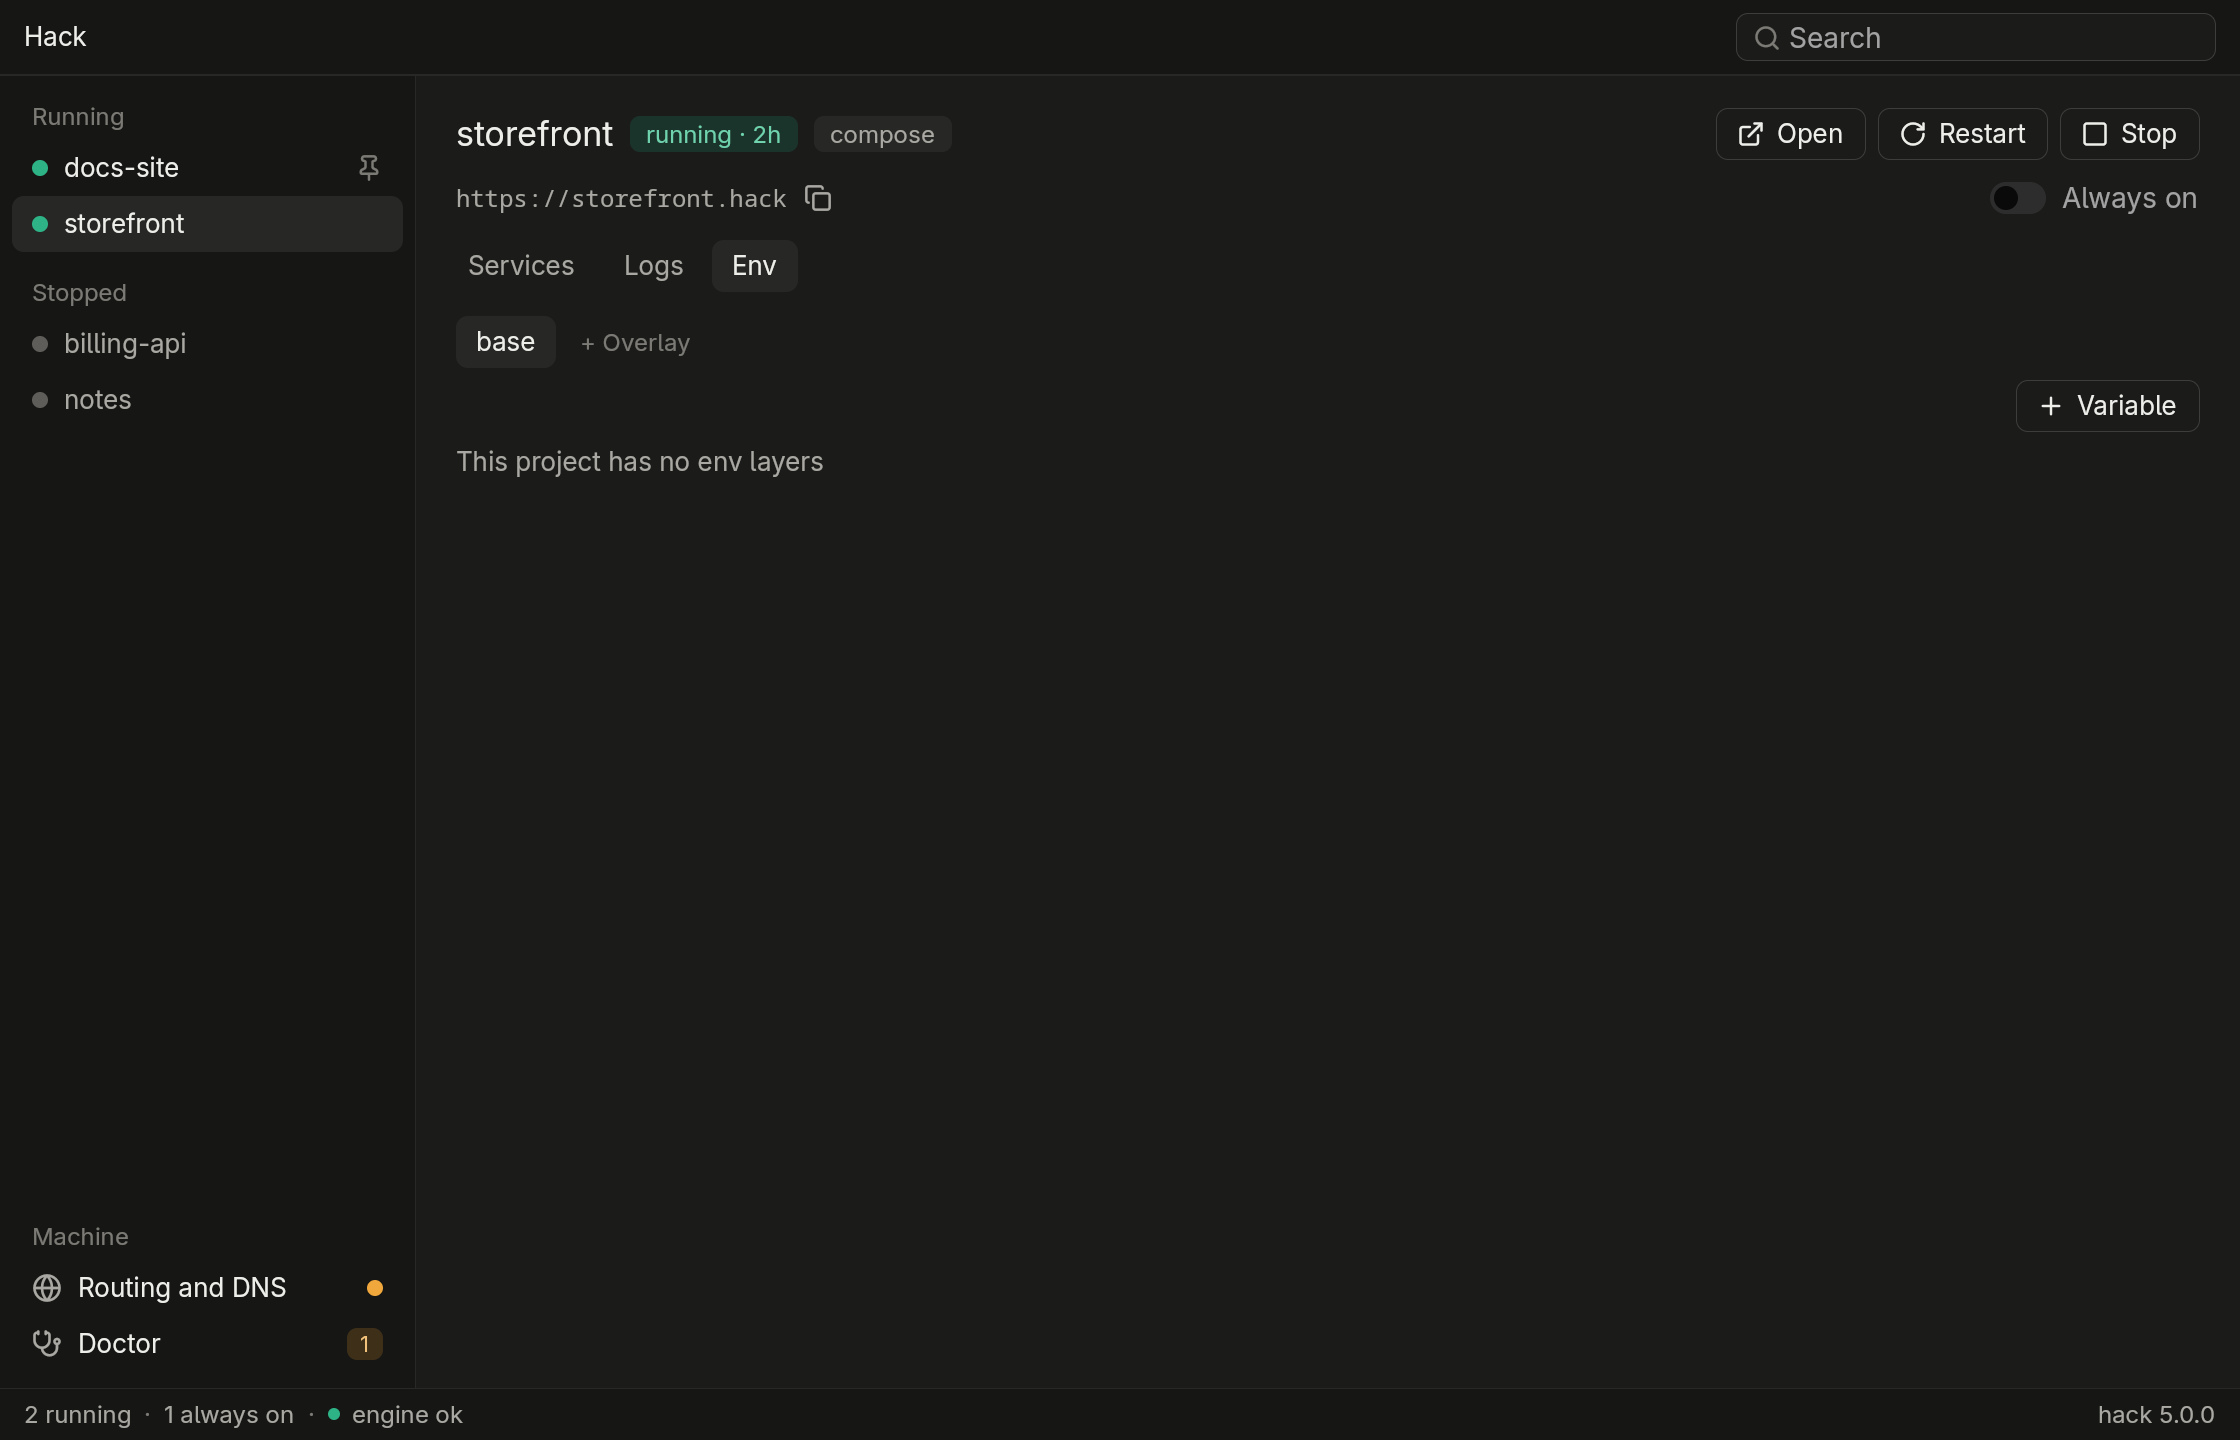 Hack
Search
Running
docs-site
storefront
Stopped
billing-api
notes
Machine
Routing and DNS
Doctor 1
storefront running · 2h compose
Open Restart Stop
https://storefront.hack
Always on
Services Logs Env
base + Overlay
+ Variable
This project has no env layers
2 running · 1 always on · engine ok
hack 5.0.0